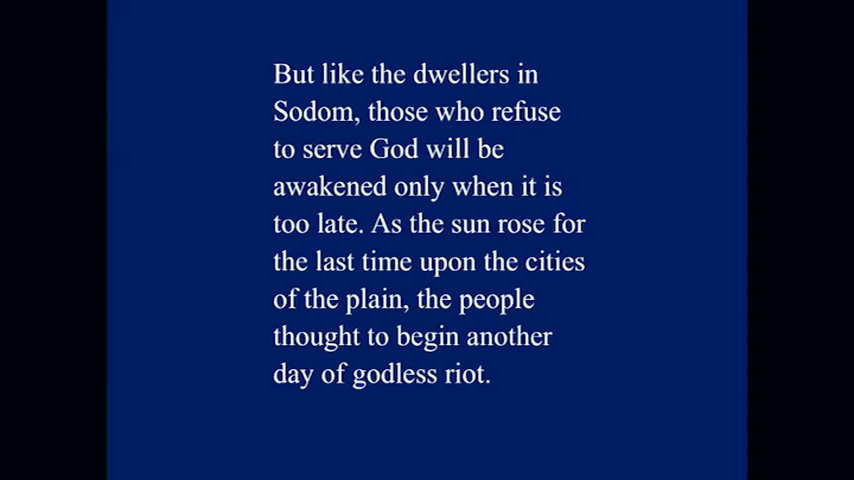 But like the dwellers in
Sodom, those who refuse
to serve God will be
awakened only when it is
too late. As the sun rose for
the last time upon the cities
of the plain, the people
thought to begin another
day of godless riot.